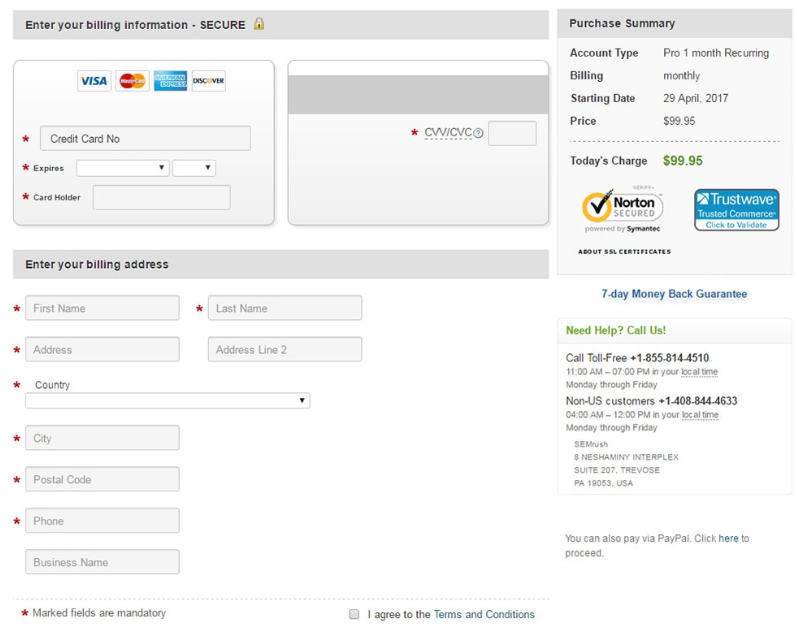 Enter your billing information - SECURE
VISA MasterCard AMERICAN EXPRESS DISCOVER
* Credit Card No
* Expires
* Card Holder
* CVV/CVC ?
Enter your billing address
* First Name
* Last Name
* Address
Address Line 2
* Country
* City
* Postal Code
* Phone
Business Name
* Marked fields are mandatory
I agree to the Terms and Conditions
Purchase Summary
Account Type Pro 1 month Recurring
Billing monthly
Starting Date 29 April, 2017
Price $99.95
Today's Charge $99.95
VERIFY
Norton
SECURED
powered by Symantec
Trustwave
Trusted Commerce
Click to Validate
ABOUT SSL CERTIFICATES
7-day Money Back Guarantee
Need Help? Call Us!
Call Toll-Free +1-855-814-4510
11:00 AM – 07:00 PM in your local time
Monday through Friday
Non-US customers +1-408-844-4633
04:00 AM – 12:00 PM in your local time
Monday through Friday
SEMrush
8 NESHAMINY INTERPLEX
SUITE 207, TREVOSE
PA 19053, USA
You can also pay via PayPal. Click here to
proceed.